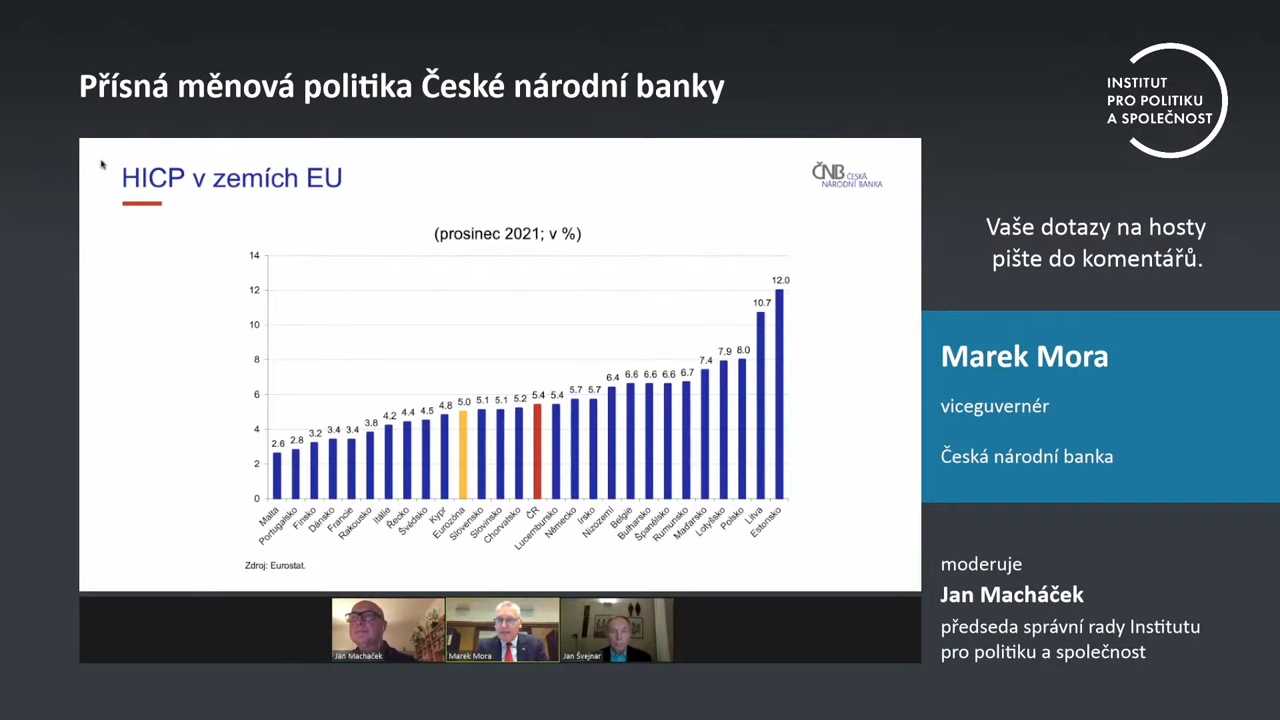 Přísná měnová politika České národní banky
INSTITUT
PRO POLITIKU
A SPOLEČNOST
HICP v zemích EU
ČNB ČESKÁ
NÁRODNÍ BANKA
(prosinec 2021; v %)
14
12
10
8
6
4
2
0
2.6
2.8
3.2
3.4
3.4
3.8
4.2
4.4
4.5
4.8
5.0
5.1
5.1
5.2
5.4
5.4
5.7
5.7
6.4
6.6
6.6
6.6
6.7
7.4
7.9
8.0
10.7
12.0
Malta
Portugalsko
Finsko
Dánsko
Francie
Rakousko
Itálie
Řecko
Švédsko
Kypr
Eurozóna
Slovensko
Slovinsko
Chorvatsko
ČR
Lucembursko
Německo
Irsko
Nizozemí
Belgie
Bulharsko
Španělsko
Rumunsko
Maďarsko
Lotyšsko
Polsko
Litva
Estonsko
Zdroj: Eurostat.
Jan Macháček
Marek Mora
Jan Švejnar
Vaše dotazy na hosty
pište do komentářů.
Marek Mora
viceguvernér
Česká národní banka
moderuje
Jan Macháček
předseda správní rady Institutu
pro politiku a společnost